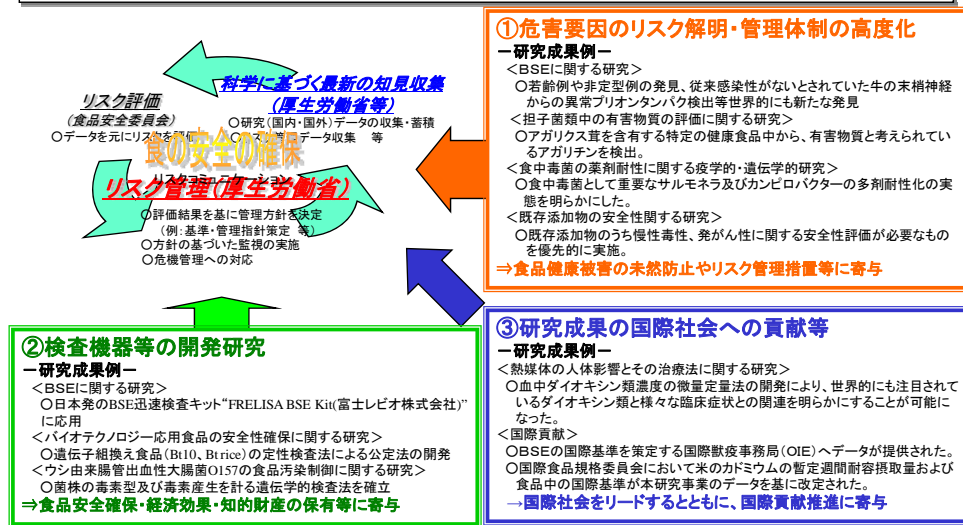 科学に基づく最新の知見収集
(厚生労働省等)
○研究(国内・国外)データの収集・蓄積
データ収集 等
リスク評価
(食品安全委員会)
○データを元にリスクを評価
食の安全の確保
リスクコミュニケーション
リスク管理(厚生労働省)
○評価結果を基に管理方針を決定
(例:基準・管理指針策定 等)
○方針の基づいた監視の実施
○危機管理への対応
①危害要因のリスク解明・管理体制の高度化
ー研究成果例ー
<BSEに関する研究>
○若齢例や非定型例の発見、従来感染性がないとされていた牛の末梢神経
からの異常プリオンタンパク検出等世界的にも新たな発見
<担子菌類中の有害物質の評価に関する研究>
○アガリクス茸を含有する特定の健康食品中から、有害物質と考えられてい
るアガリチンを検出。
<食中毒菌の薬剤耐性に関する疫学的・遺伝学的研究>
○食中毒菌として重要なサルモネラ及びカンピロバクターの多剤耐性化の実
態を明らかにした。
<既存添加物の安全性関する研究>
○既存添加物のうち慢性毒性、発がん性に関する安全性評価が必要なもの
を優先的に実施。
⇒食品健康被害の未然防止やリスク管理措置等に寄与
②検査機器等の開発研究
ー研究成果例ー
<BSEに関する研究>
○日本発のBSE迅速検査キット“FRELISA BSE Kit(富士レビオ株式会社)”
に応用
<バイオテクノロジー応用食品の安全性確保に関する研究>
○遺伝子組換え食品(Bt10、Bt rice)の定性検査法による公定法の開発
<ウシ由来腸管出血性大腸菌O157の食品汚染制御に関する研究>
○菌株の毒素型及び毒素産生を計る遺伝学的検査法を確立
⇒食品安全確保・経済効果・知的財産の保有等に寄与
③研究成果の国際社会への貢献等
ー研究成果例ー
<熱媒体の人体影響とその治療法に関する研究>
○血中ダイオキシン類濃度の微量定量法の開発により、世界的にも注目されて
いるダイオキシン類と様々な臨床症状との関連を明らかにすることが可能に
なった。
<国際貢献>
○BSEの国際基準を策定する国際獣疫事務局(OIE)へデータが提供された。
○国際食品規格委員会において米のカドミウムの暫定週間耐容摂取量および
食品中の国際基準が本研究事業のデータを基に改定された。
→国際社会をリードするとともに、国際貢献推進に寄与